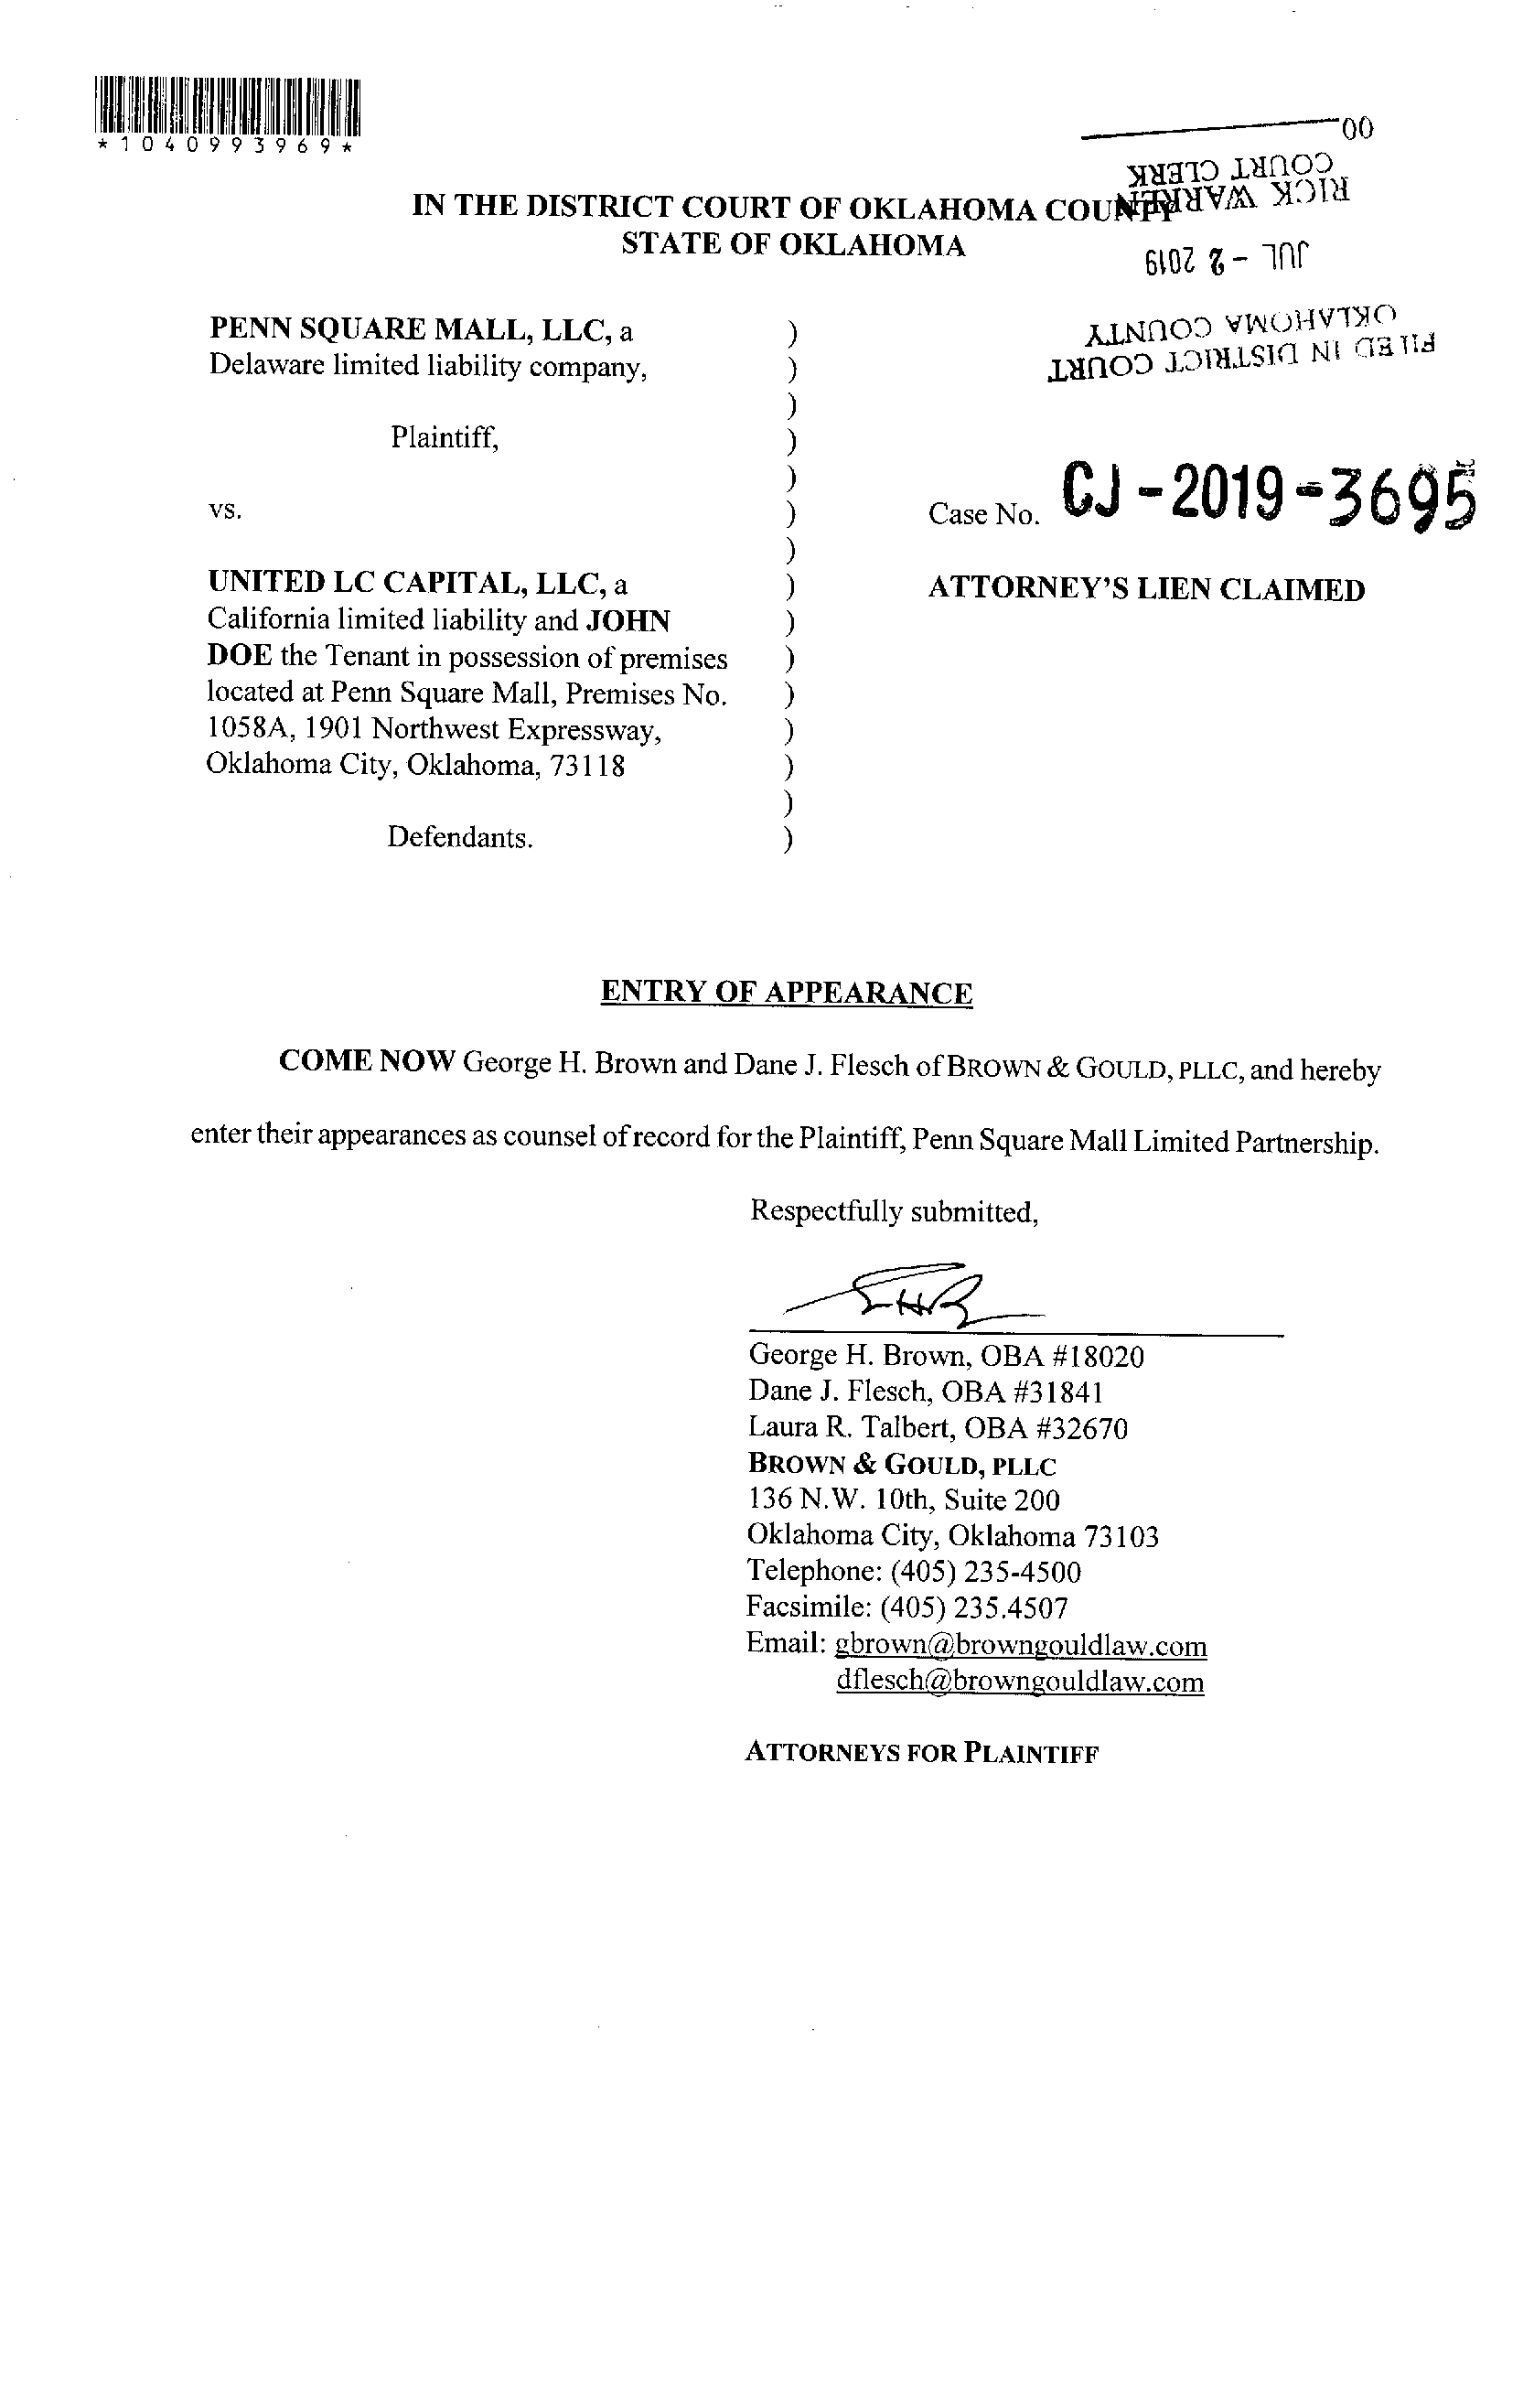 *1040993969*
IN THE DISTRICT COURT OF OKLAHOMA COUNTY
STATE OF OKLAHOMA
FILED IN DISTRICT COURT
OKLAHOMA COUNTY
JUL - 2 2019
RICK WARREN
COURT CLERK
00
PENN SQUARE MALL, LLC, a )
Delaware limited liability company, )
)
Plaintiff, )
)
vs. ) Case No. CJ - 2019 - 3695
)
UNITED LC CAPITAL, LLC, a ) ATTORNEY'S LIEN CLAIMED
California limited liability and JOHN )
DOE the Tenant in possession of premises )
located at Penn Square Mall, Premises No. )
1058A, 1901 Northwest Expressway, )
Oklahoma City, Oklahoma, 73118 )
)
Defendants. )
ENTRY OF APPEARANCE
COME NOW George H. Brown and Dane J. Flesch of BROWN & GOULD, PLLC, and hereby
enter their appearances as counsel of record for the Plaintiff, Penn Square Mall Limited Partnership.
Respectfully submitted,
George H. Brown, OBA #18020
Dane J. Flesch, OBA #31841
Laura R. Talbert, OBA #32670
BROWN & GOULD, PLLC
136 N.W. 10th, Suite 200
Oklahoma City, Oklahoma 73103
Telephone: (405) 235-4500
Facsimile: (405) 235.4507
Email: gbrown@browngouldlaw.com
dflesch@browngouldlaw.com
ATTORNEYS FOR PLAINTIFF